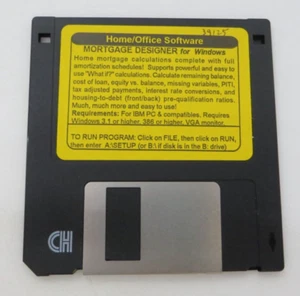 39125
Home/Office Software
MORTGAGE DESIGNER for Windows
Home mortgage calculations complete with full
amortization schedules! Supports powerful and easy to
use "What if?" calculations. Calculate remaining balance,
cost of loan, equity vs. balance, missing variables, PITI,
tax adjusted payments, interest rate conversions, and
housing-to-debt (front/back) pre-qualification ratios.
Much, much more and easy to use!
Requirements: For IBM PC & compatibles. Requires
Windows 3.1 or higher, 386 or higher, VGA monitor.
TO RUN PROGRAM: Click on FILE, then click on RUN,
then enter A:\SETUP (or B:\ if disk is in the B: drive)
CH